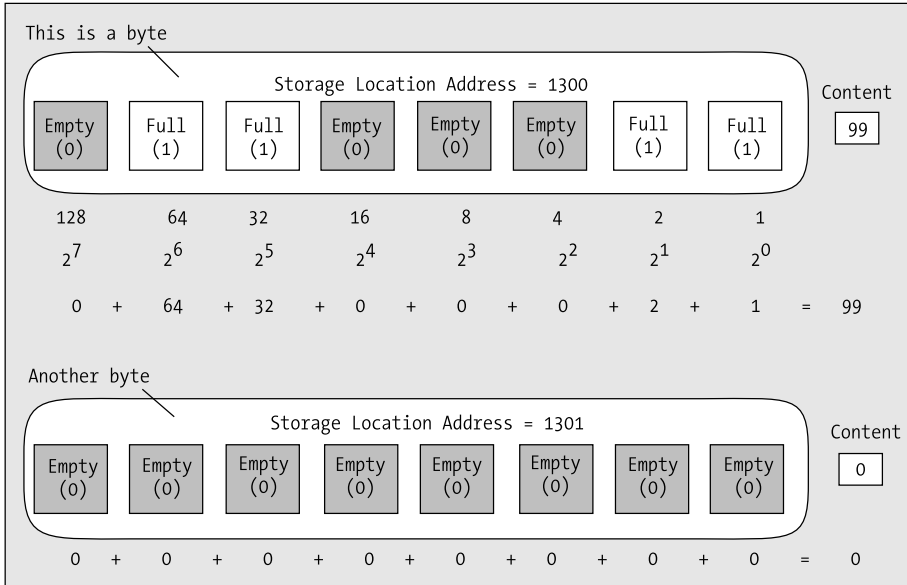 This is a byte
Storage Location Address = 1300
Content
Empty (0) Full (1) Full (1) Empty (0) Empty (0) Empty (0) Full (1) Full (1) 99
128 64 32 16 8 4 2 1
2^7 2^6 2^5 2^4 2^3 2^2 2^1 2^0
0 + 64 + 32 + 0 + 0 + 0 + 2 + 1 = 99
Another byte
Storage Location Address = 1301
Content
Empty (0) Empty (0) Empty (0) Empty (0) Empty (0) Empty (0) Empty (0) Empty (0) 0
0 + 0 + 0 + 0 + 0 + 0 + 0 + 0 = 0